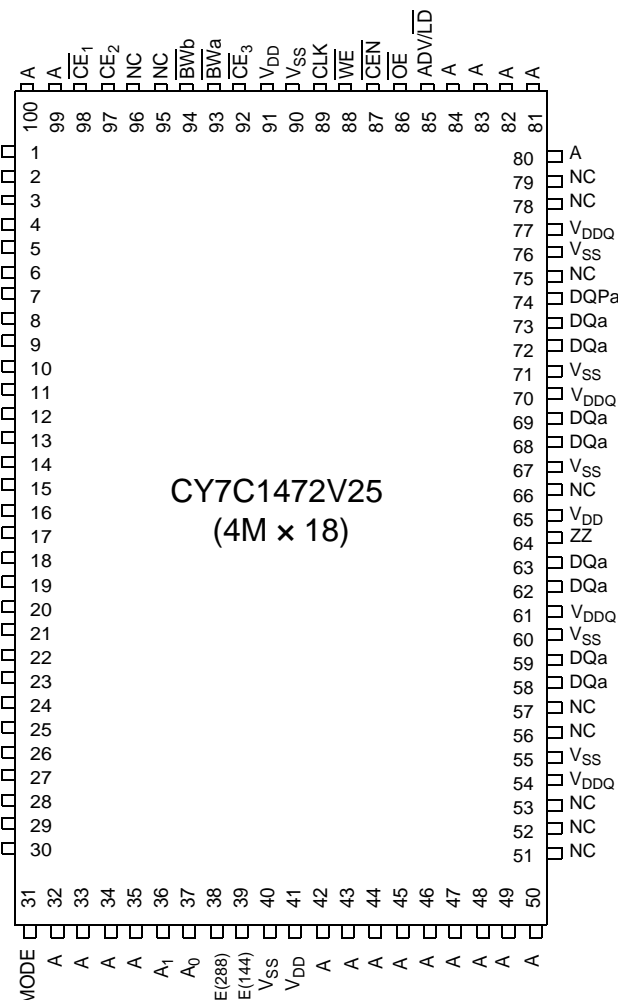 A
A
CE1
CE2
NC
NC
BWb
BWa
CE3
VDD
VSS
CLK
WE
CEN
OE
ADV/LD
A
A
A
A
100
99
98
97
96
95
94
93
92
91
90
89
88
87
86
85
84
83
82
81
1
2
3
4
5
6
7
8
9
10
11
12
13
14
15
16
17
18
19
20
21
22
23
24
25
26
27
28
29
30
CY7C1472V25
(4M × 18)
80 A
79 NC
78 NC
77 VDDQ
76 VSS
75 NC
74 DQPa
73 DQa
72 DQa
71 VSS
70 VDDQ
69 DQa
68 DQa
67 VSS
66 NC
65 VDD
64 ZZ
63 DQa
62 DQa
61 VDDQ
60 VSS
59 DQa
58 DQa
57 NC
56 NC
55 VSS
54 VDDQ
53 NC
52 NC
51 NC
31
32
33
34
35
36
37
38
39
40
41
42
43
44
45
46
47
48
49
50
MODE
A
A
A
A
A1
A0
E(288)
E(144)
VSS
VDD
A
A
A
A
A
A
A
A
A